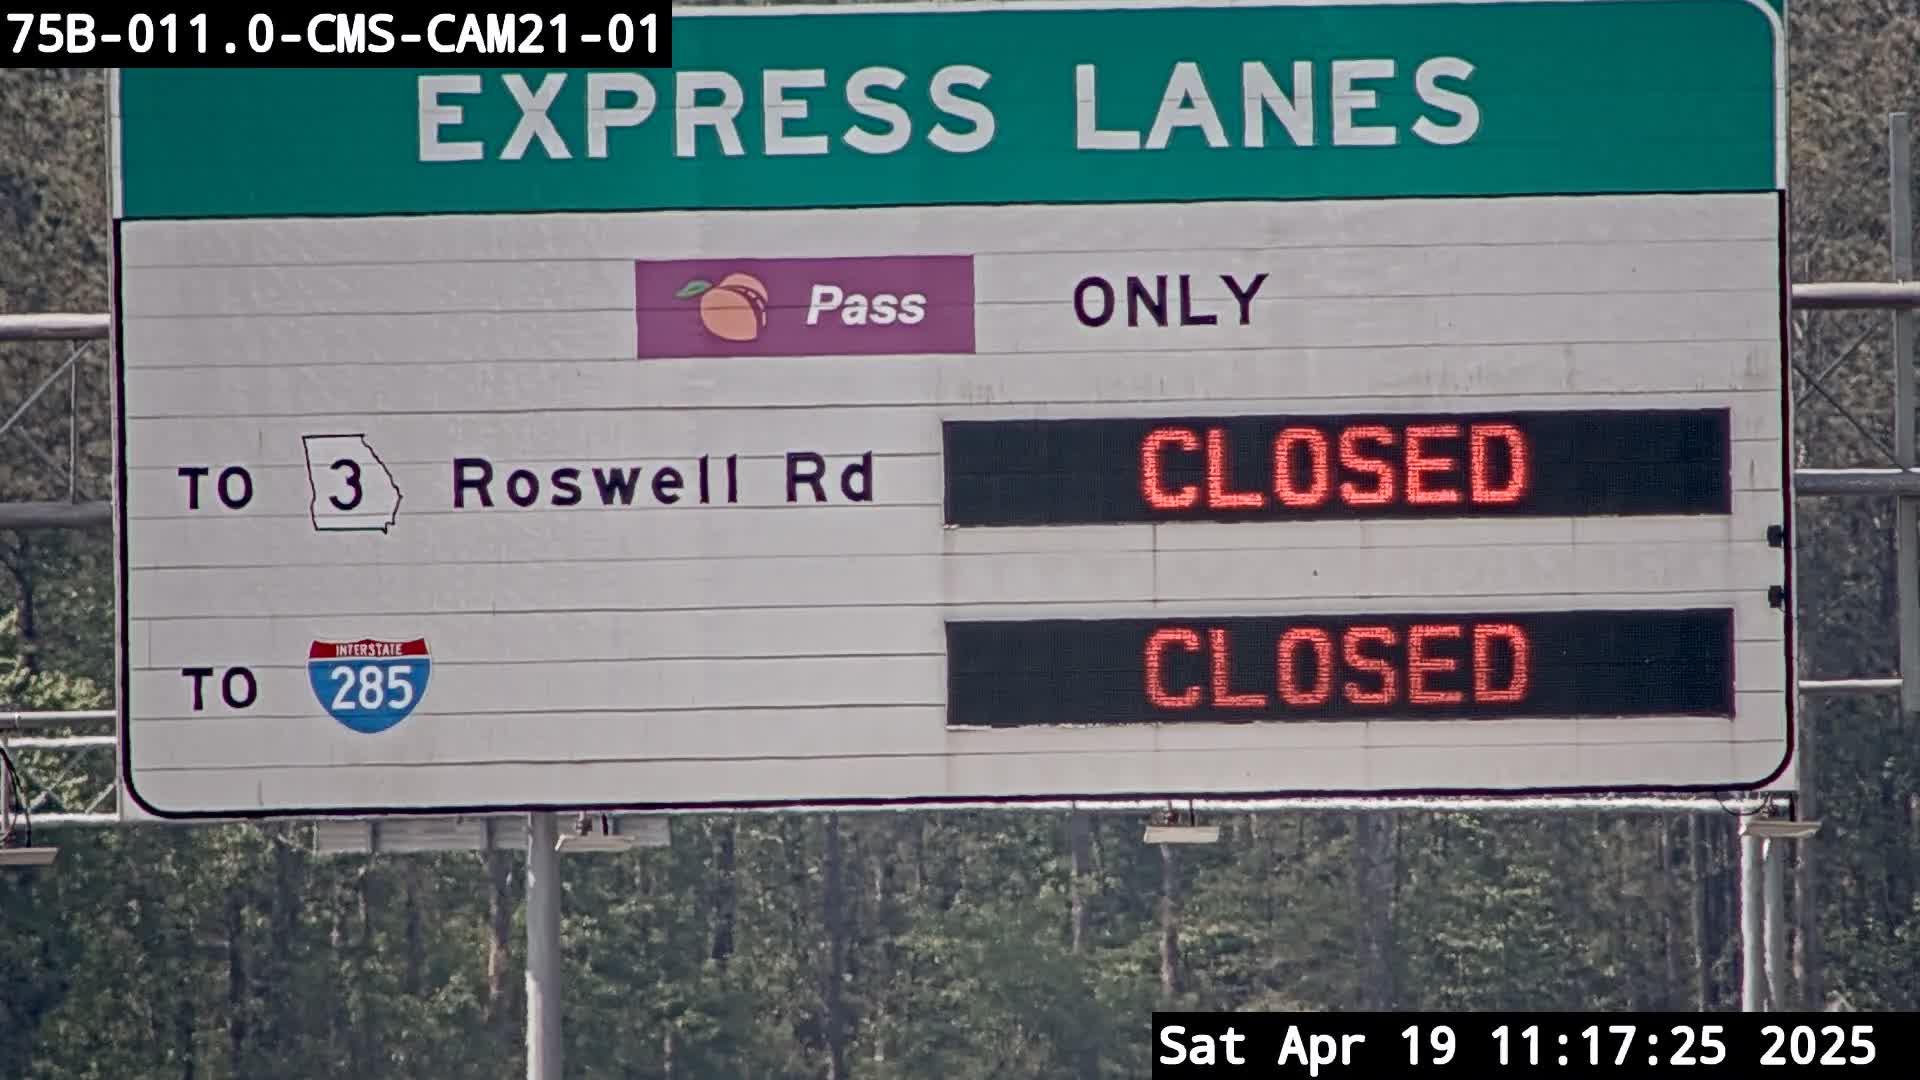 75B-011.0-CMS-CAM21-01
EXPRESS LANES
Pass ONLY
TO 3 Roswell Rd CLOSED
INTERSTATE
TO 285 CLOSED
Sat Apr 19 11:17:25 2025